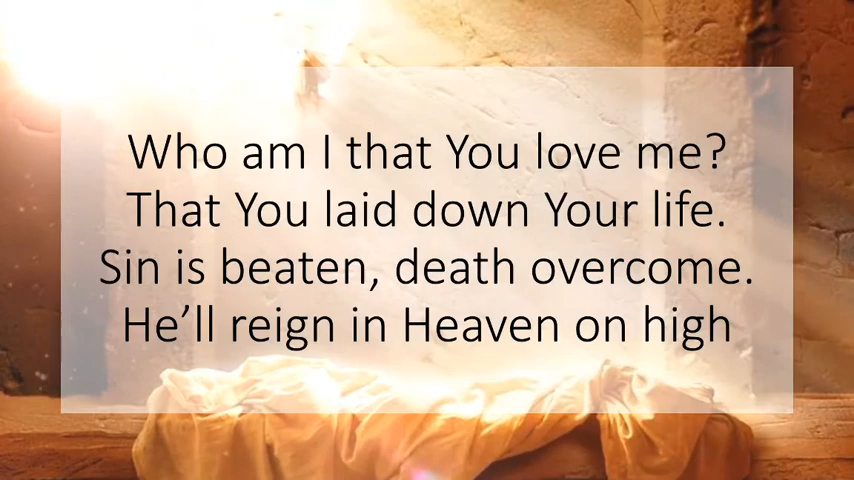 Who am I that You love me?
That You laid down Your life.
Sin is beaten, death overcome.
He’ll reign in Heaven on high